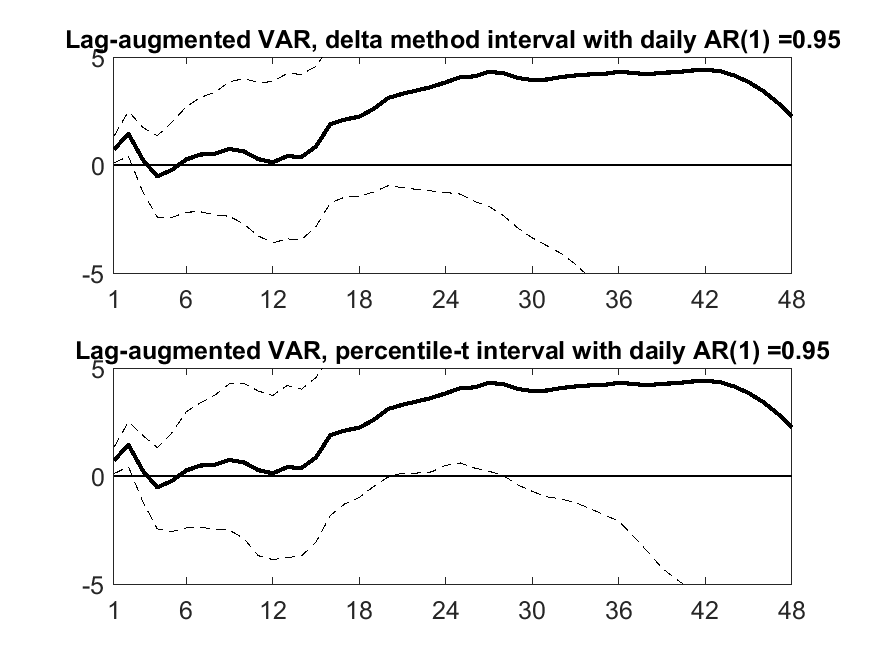 Lag-augmented VAR, delta method interval with daily AR(1) =0.95
5
0
-5
1 6 12 18 24 30 36 42 48
Lag-augmented VAR, percentile-t interval with daily AR(1) =0.95
5
0
-5
1 6 12 18 24 30 36 42 48